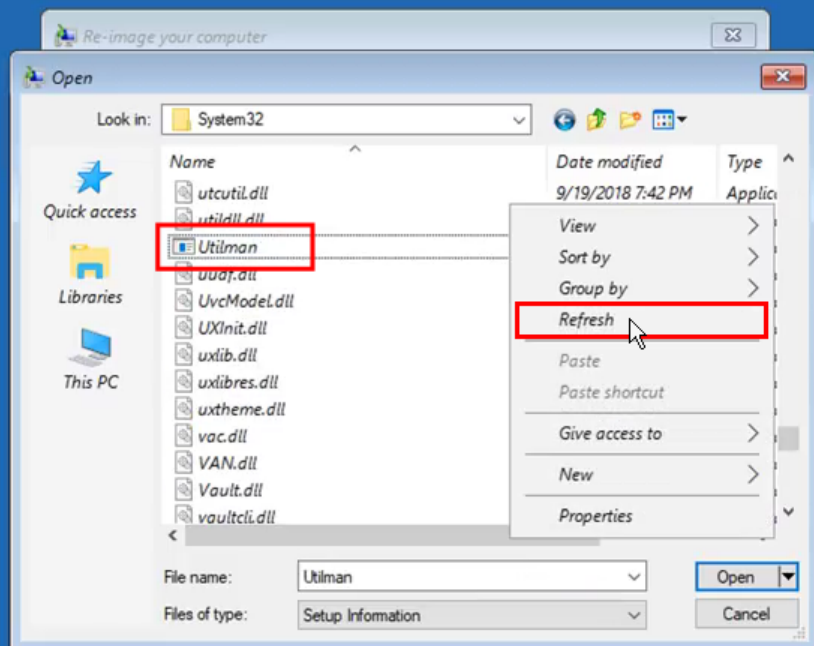 Re-image your computer
Open
Look in: System32
Name Date modified Type
Quick access
Libraries
This PC
utcutil.dll 9/19/2018 7:42 PM Applic
utildll.dll
Utilman
UvcModel.dll
UXInit.dll
uxlib.dll
uxlibres.dll
uxtheme.dll
vac.dll
VAN.dll
Vault.dll
vaultcli.dll
View
Sort by
Group by
Refresh
Paste
Paste shortcut
Give access to
New
Properties
File name: Utilman Open
Files of type: Setup Information Cancel